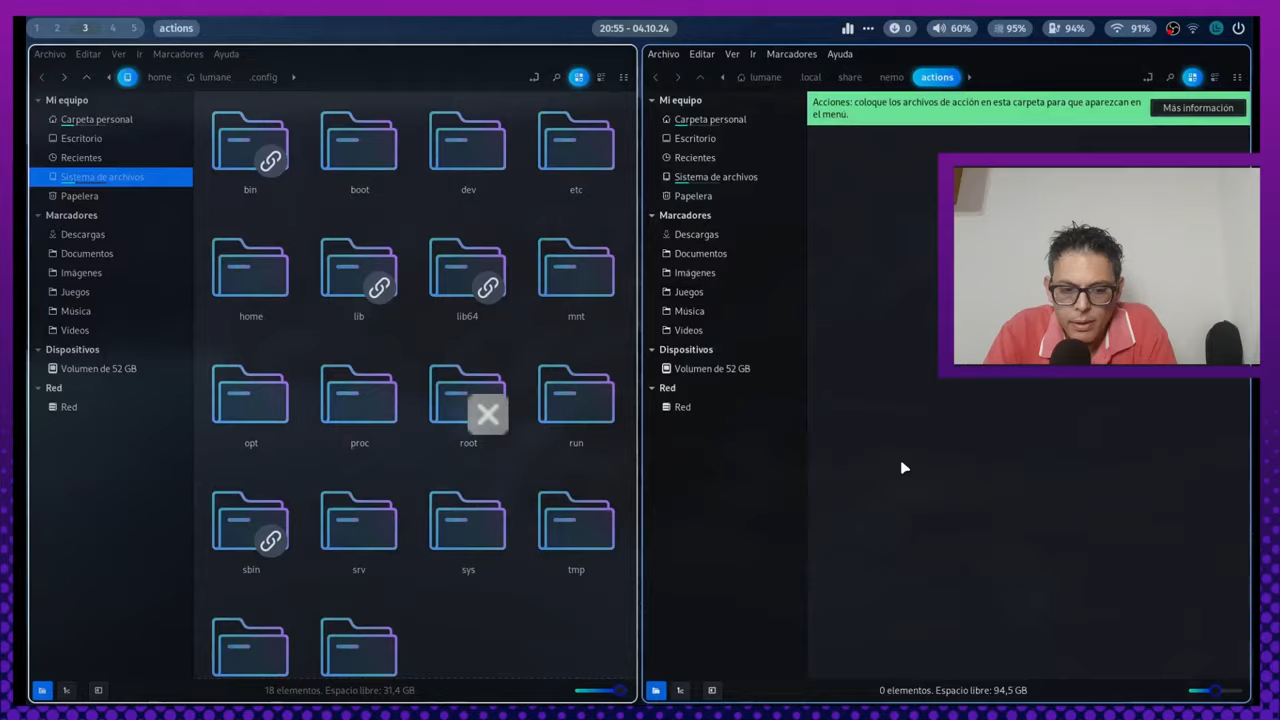 1 2 3 4 5 actions
20:55 - 04.10.24
0 60% 95% 94% 91%
Archivo Editar Ver Ir Marcadores Ayuda
home lumane .config
Mi equipo
Carpeta personal
Escritorio
Recientes
Sistema de archivos
Papelera
Marcadores
Descargas
Documentos
Imágenes
Juegos
Música
Vídeos
Dispositivos
Volumen de 52 GB
Red
Red
bin boot dev etc
home lib lib64 mnt
opt proc root run
sbin srv sys tmp
18 elementos. Espacio libre: 31,4 GB
Archivo Editar Ver Ir Marcadores Ayuda
lumane .local share nemo actions
Acciones: coloque los archivos de acción en esta carpeta para que aparezcan en
el menú.
Más información
Mi equipo
Carpeta personal
Escritorio
Recientes
Sistema de archivos
Papelera
Marcadores
Descargas
Documentos
Imágenes
Juegos
Música
Vídeos
Dispositivos
Volumen de 52 GB
Red
Red
0 elementos. Espacio libre: 94,5 GB